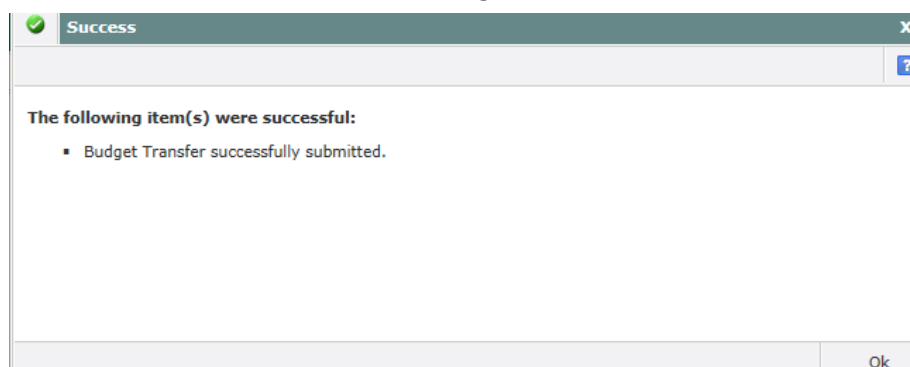 Success X
?
The following item(s) were successful:
▪ Budget Transfer successfully submitted.
Ok